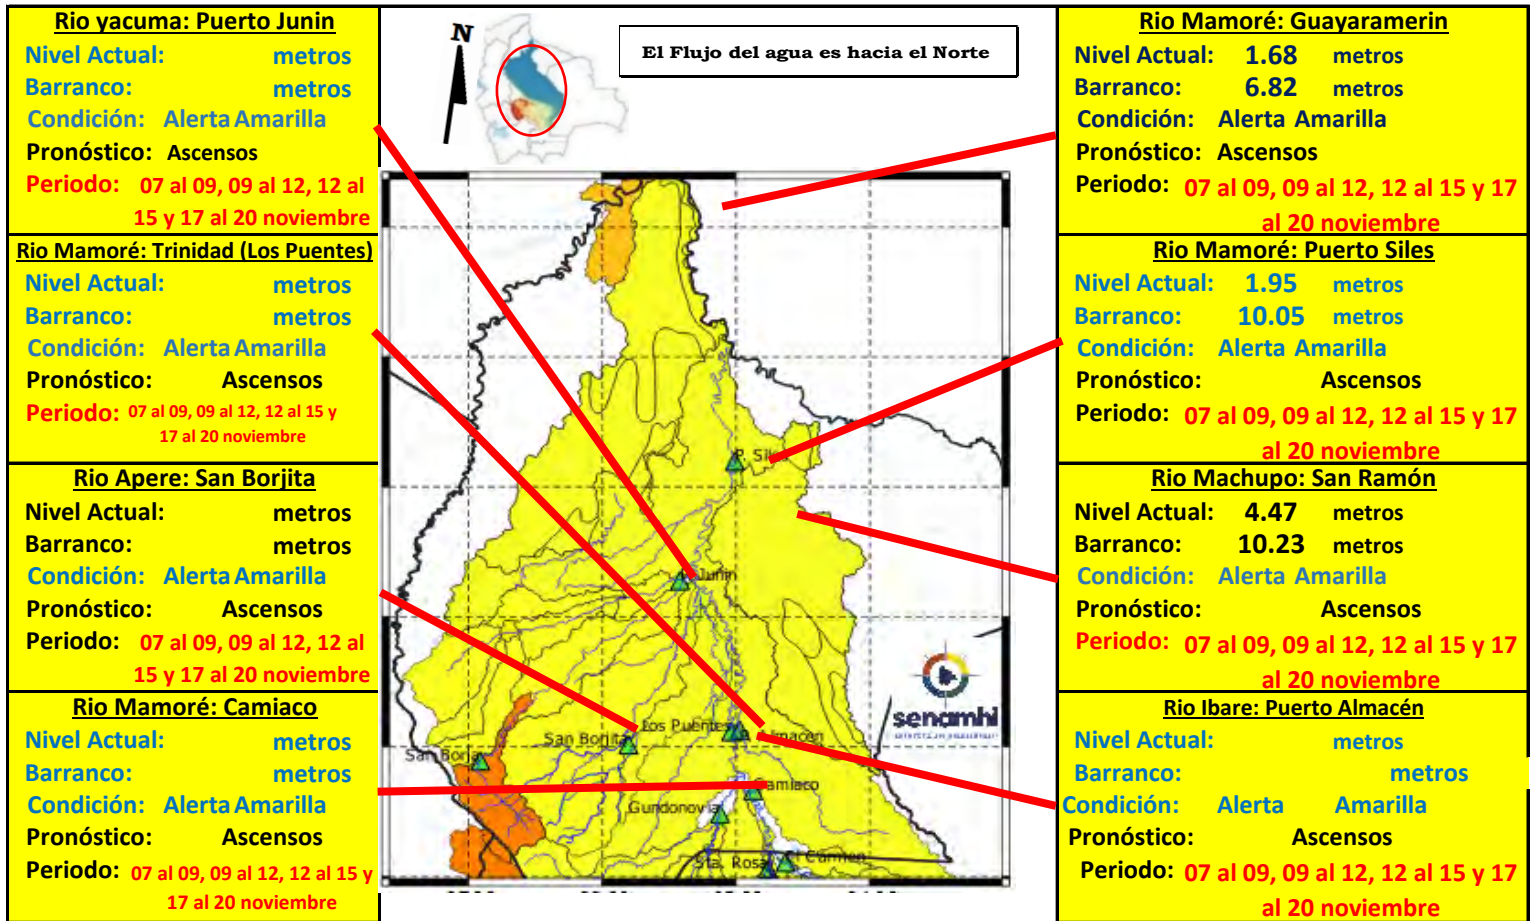 Rio yacuma: Puerto Junin
Nivel Actual: metros
Barranco: metros
Condición: Alerta Amarilla
Pronóstico: Ascensos
Periodo: 07 al 09, 09 al 12, 12 al
15 y 17 al 20 noviembre
Rio Mamoré: Trinidad (Los Puentes)
Nivel Actual: metros
Barranco: metros
Condición: Alerta Amarilla
Pronóstico: Ascensos
Periodo: 07 al 09, 09 al 12, 12 al 15 y
17 al 20 noviembre
Rio Apere: San Borjita
Nivel Actual: metros
Barranco: metros
Condición: Alerta Amarilla
Pronóstico: Ascensos
Periodo: 07 al 09, 09 al 12, 12 al
15 y 17 al 20 noviembre
Rio Mamoré: Camiaco
Nivel Actual: metros
Barranco: metros
Condición: Alerta Amarilla
Pronóstico: Ascensos
Periodo: 07 al 09, 09 al 12, 12 al 15 y
17 al 20 noviembre
N
El Flujo del agua es hacia el Norte
P. Siles
Junin
Los Puentes
P. Almacén
San Borjita
San Borja
Camiaco
Gundonovia
Sta. Rosa
El Carmen
senamhi
Rio Mamoré: Guayaramerin
Nivel Actual: 1.68 metros
Barranco: 6.82 metros
Condición: Alerta Amarilla
Pronóstico: Ascensos
Periodo: 07 al 09, 09 al 12, 12 al 15 y 17
al 20 noviembre
Rio Mamoré: Puerto Siles
Nivel Actual: 1.95 metros
Barranco: 10.05 metros
Condición: Alerta Amarilla
Pronóstico: Ascensos
Periodo: 07 al 09, 09 al 12, 12 al 15 y 17
al 20 noviembre
Rio Machupo: San Ramón
Nivel Actual: 4.47 metros
Barranco: 10.23 metros
Condición: Alerta Amarilla
Pronóstico: Ascensos
Periodo: 07 al 09, 09 al 12, 12 al 15 y 17
al 20 noviembre
Rio Ibare: Puerto Almacén
Nivel Actual: metros
Barranco: metros
Condición: Alerta Amarilla
Pronóstico: Ascensos
Periodo: 07 al 09, 09 al 12, 12 al 15 y 17
al 20 noviembre